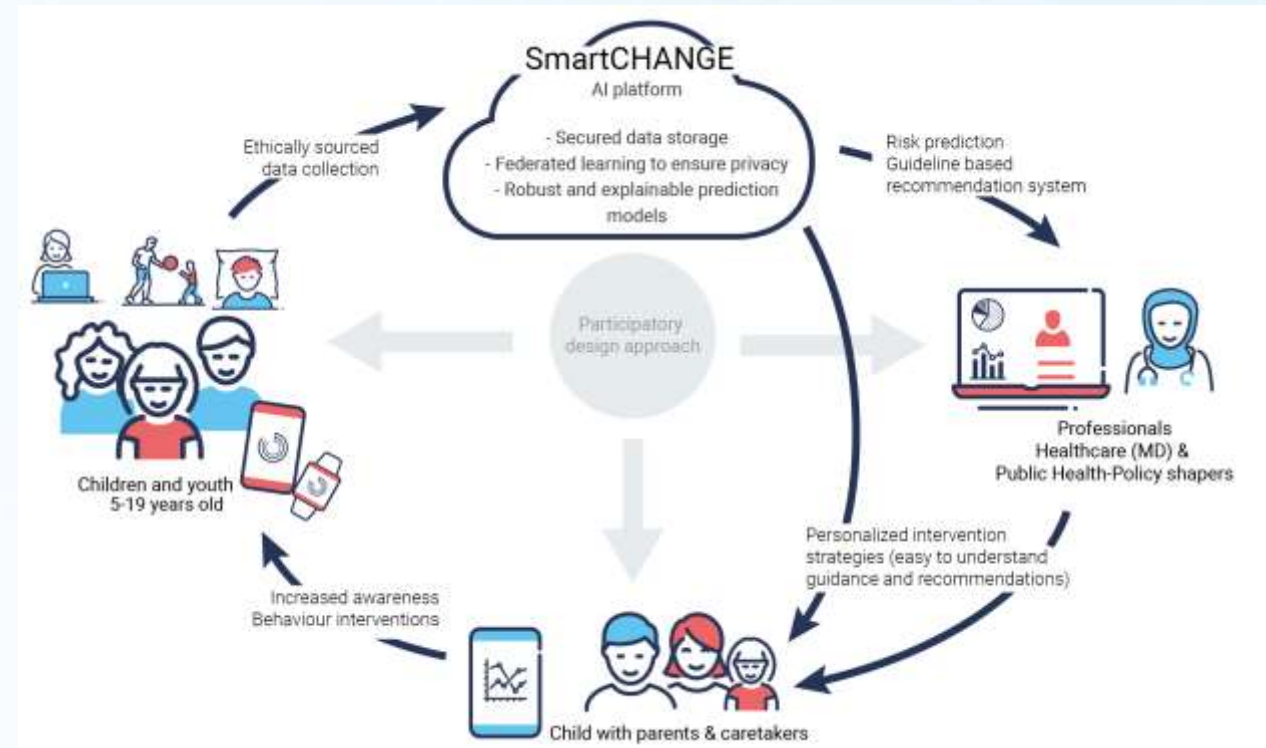 SmartCHANGE
AI platform
- Secured data storage
- Federated learning to ensure privacy
- Robust and explainable prediction
models
Ethically sourced
data collection
Risk prediction
Guideline based
recommendation system
Participatory
design approach
Children and youth
5-19 years old
Professionals
Healthcare (MD) &
Public Health-Policy shapers
Personalized intervention
strategies (easy to understand
guidance and recommendations)
Increased awareness
Behaviour interventions
Child with parents & caretakers